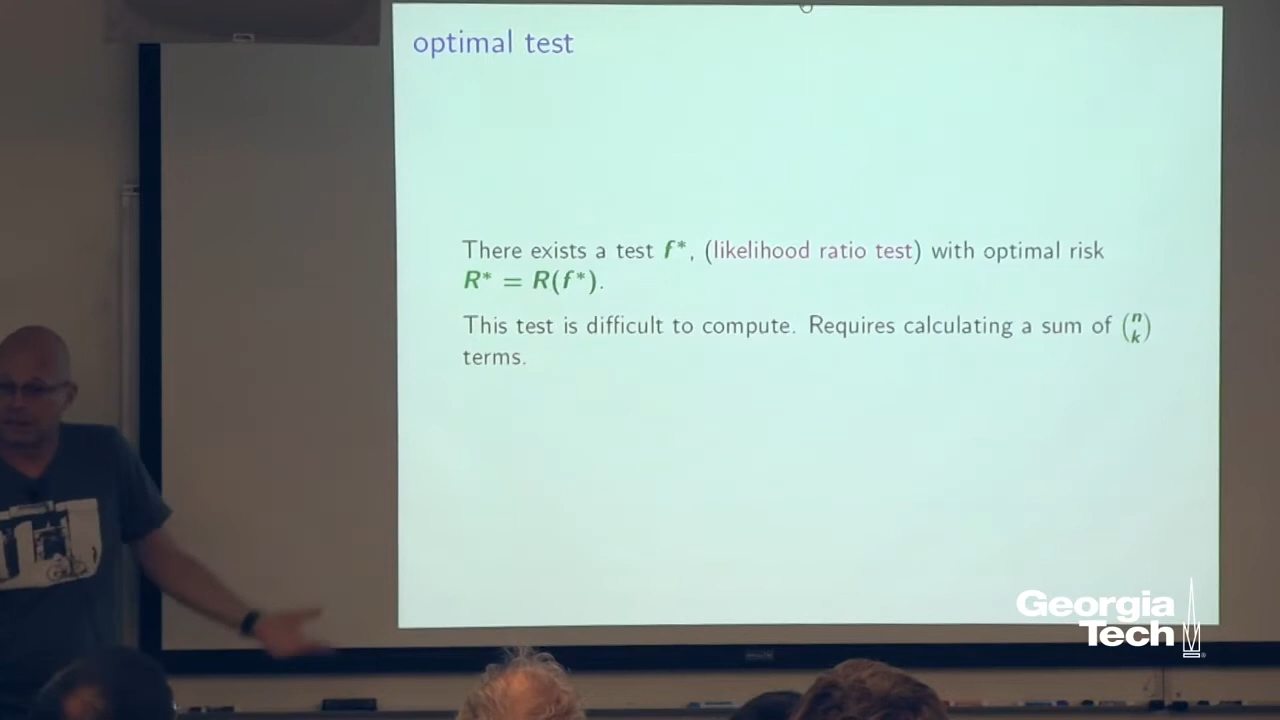 optimal test
There exists a test f*, (likelihood ratio test) with optimal risk
R* = R(f*).
This test is difficult to compute. Requires calculating a sum of (n k)
terms.
Georgia
Tech